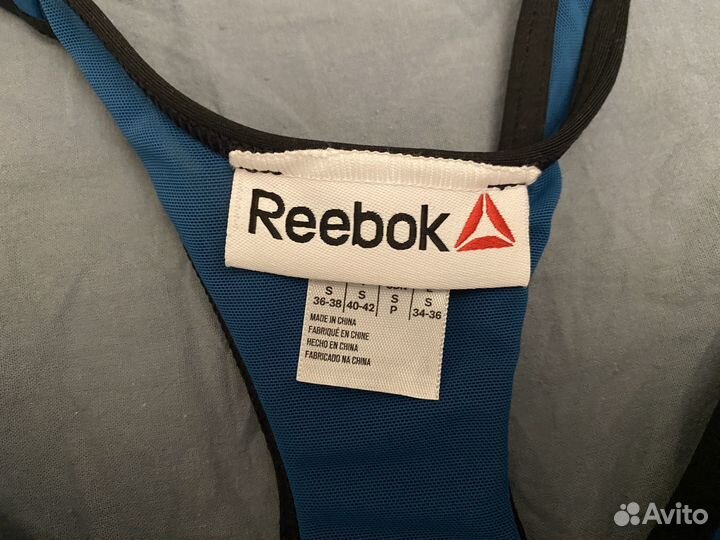 Reebok
S S S S
36-38 40-42 P 34-36
MADE IN CHINA
FABRIQUÉ EN CHINE
HECHO EN CHINA
FABRICADO NA CHINA
Avito